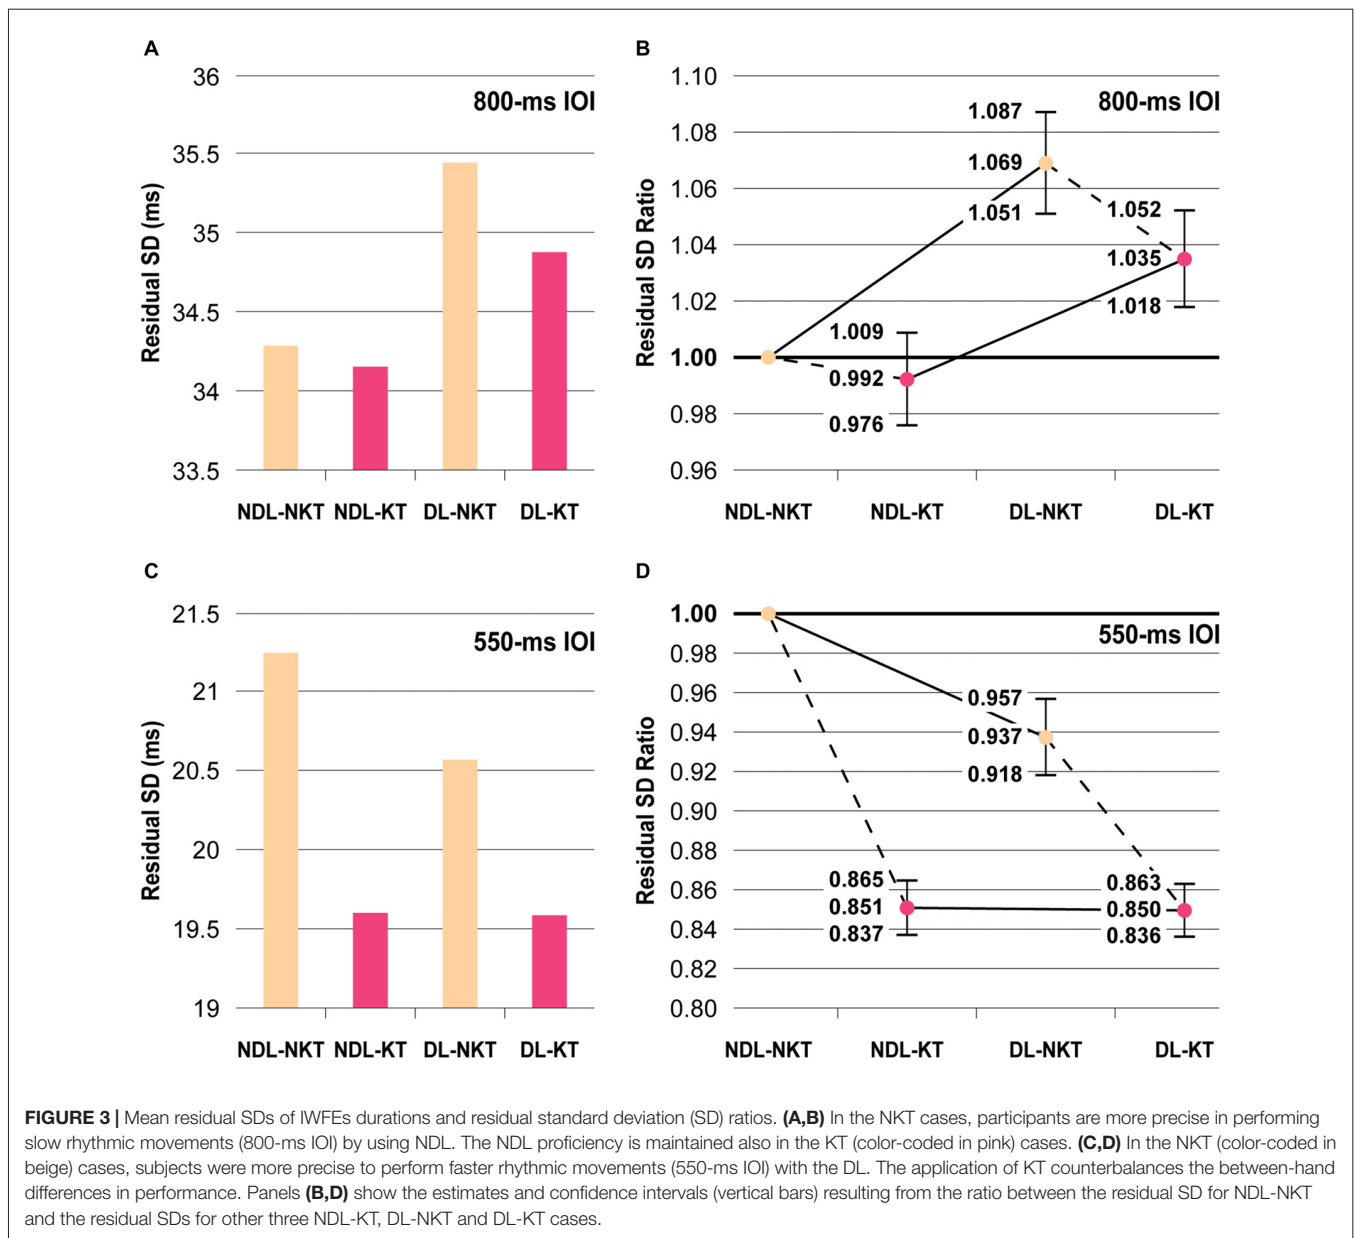 A
36
35.5
35
34.5
34
33.5
Residual SD (ms)
800-ms IOI
NDL-NKT NDL-KT DL-NKT DL-KT
B
1.10
1.08
1.06
1.04
1.02
1.00
0.98
0.96
Residual SD Ratio
800-ms IOI
1.087
1.069
1.051
1.052
1.035
1.018
1.009
0.992
0.976
NDL-NKT NDL-KT DL-NKT DL-KT
C
21.5
21
20.5
20
19.5
19
Residual SD (ms)
550-ms IOI
NDL-NKT NDL-KT DL-NKT DL-KT
D
1.00
0.98
0.96
0.94
0.92
0.90
0.88
0.86
0.84
0.82
0.80
Residual SD Ratio
550-ms IOI
0.957
0.937
0.918
0.865
0.851
0.837
0.863
0.850
0.836
NDL-NKT NDL-KT DL-NKT DL-KT
FIGURE 3 | Mean residual SDs of IWFEs durations and residual standard deviation (SD) ratios. (A,B) In the NKT cases, participants are more precise in performing
slow rhythmic movements (800-ms IOI) by using NDL. The NDL proficiency is maintained also in the KT (color-coded in pink) cases. (C,D) In the NKT (color-coded in
beige) cases, subjects were more precise to perform faster rhythmic movements (550-ms IOI) with the DL. The application of KT counterbalances the between-hand
differences in performance. Panels (B,D) show the estimates and confidence intervals (vertical bars) resulting from the ratio between the residual SD for NDL-NKT
and the residual SDs for other three NDL-KT, DL-NKT and DL-KT cases.